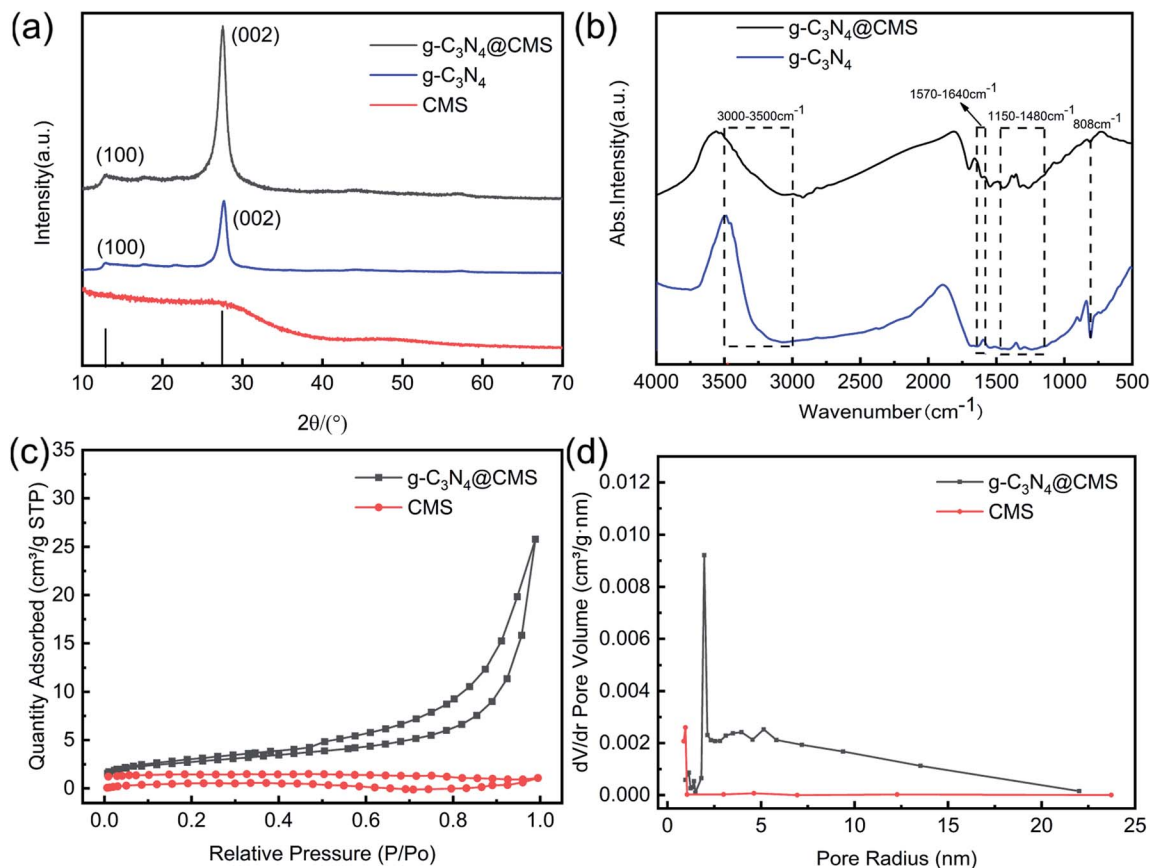 (a)
(002)
g-C₃N₄@CMS
g-C₃N₄
CMS
(100)
(002)
(100)
Intensity(a.u.)
10 20 30 40 50 60 70
2θ/(°)
(b)
g-C₃N₄@CMS
g-C₃N₄
1570-1640cm⁻¹
3000-3500cm⁻¹
1150-1480cm⁻¹
808cm⁻¹
Abs.Intensity(a.u.)
4000 3500 3000 2500 2000 1500 1000 500
Wavenumber(cm⁻¹)
(c)
35
30
25
20
15
10
5
0
g-C₃N₄@CMS
CMS
Quantity Adsorbed (cm³/g STP)
0.0 0.2 0.4 0.6 0.8 1.0
Relative Pressure (P/Po)
(d)
0.012
0.010
0.008
0.006
0.004
0.002
0.000
g-C₃N₄@CMS
CMS
dV/dr Pore Volume (cm³/g·nm)
0 5 10 15 20 25
Pore Radius (nm)